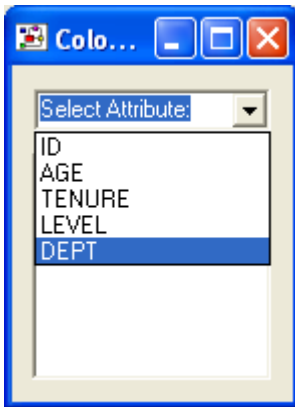 Colo...
Select Attribute:
ID
AGE
TENURE
LEVEL
DEPT